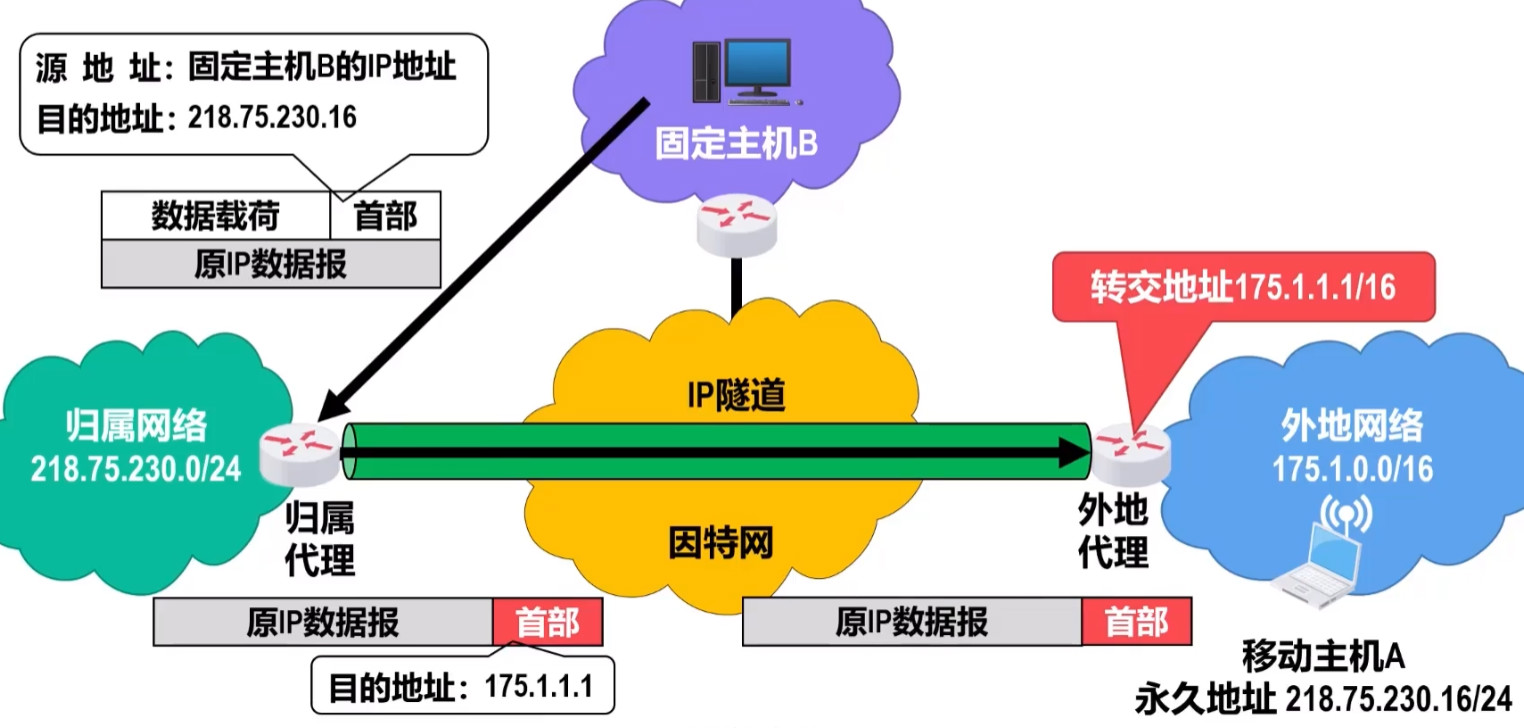 源地址：固定主机B的IP地址
目的地址：218.75.230.16
固定主机B
数据载荷
首部
原IP数据报
转交地址175.1.1.1/16
IP隧道
归属网络
218.75.230.0/24
外地网络
175.1.0.0/16
归属
代理
因特网
外地
代理
原IP数据报
首部
原IP数据报
首部
目的地址：175.1.1.1
移动主机A
永久地址 218.75.230.16/24